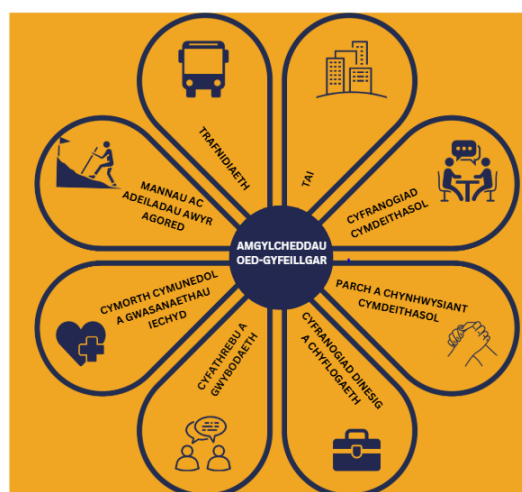 TRAFNIDIAETH
TAI
MANNAU AC
ADEILADAU AWYR
AGORED
CYFRANOGIAD
CYMDEITHASOL
AMGYLCHEDDAU
OED-GYFEILLGAR
CYMORTH CYMUNEDOL
A GWASANAETHAU
IECHYD
PARCH A CHYNHWYSIANT
CYMDEITHASOL
CYFATHREBU A
GWYBODAETH
CYFRANOGIAD DINESIG
A CHYFLOGAETH